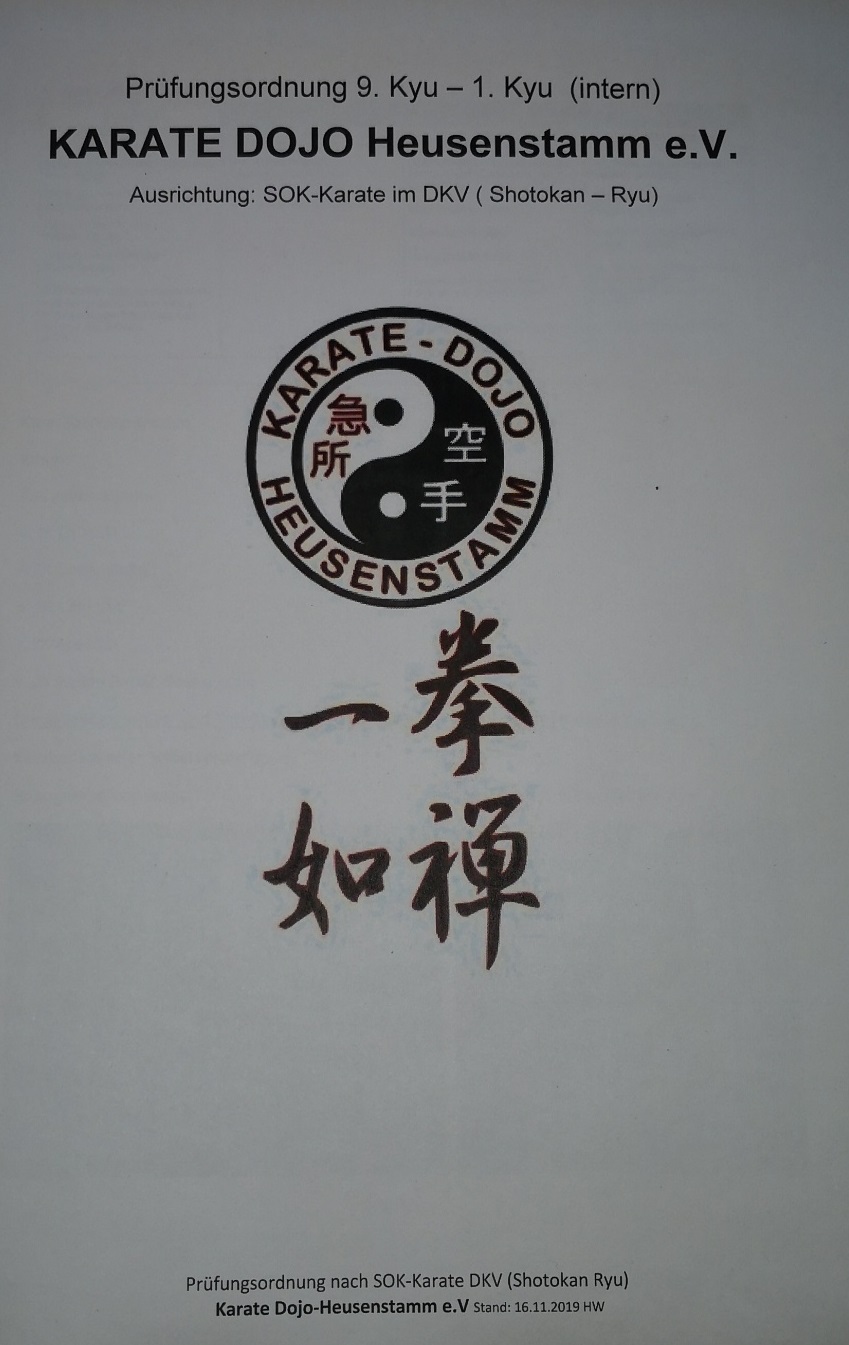 Prüfungsordnung 9. Kyu – 1. Kyu (intern)
KARATE DOJO Heusenstamm e.V.
Ausrichtung: SOK-Karate im DKV ( Shotokan – Ryu)
KARATE - DOJO
急所
空手
HEUSENSTAMM
拳禅
一如
Prüfungsordnung nach SOK-Karate DKV (Shotokan Ryu)
Karate Dojo-Heusenstamm e.V Stand: 16.11.2019 HW